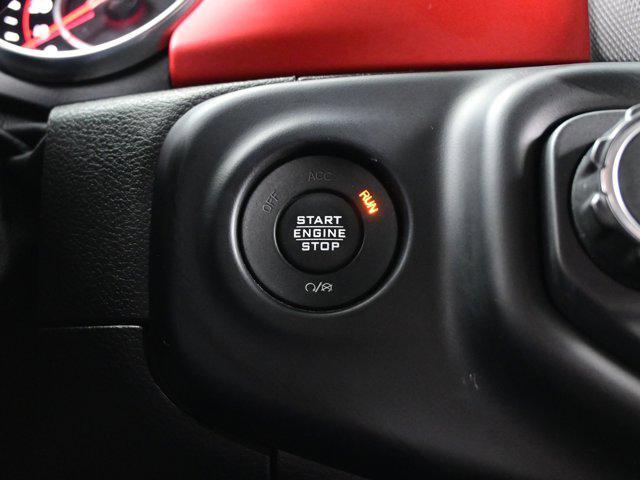 OFF
ACC
RUN
START
ENGINE
STOP